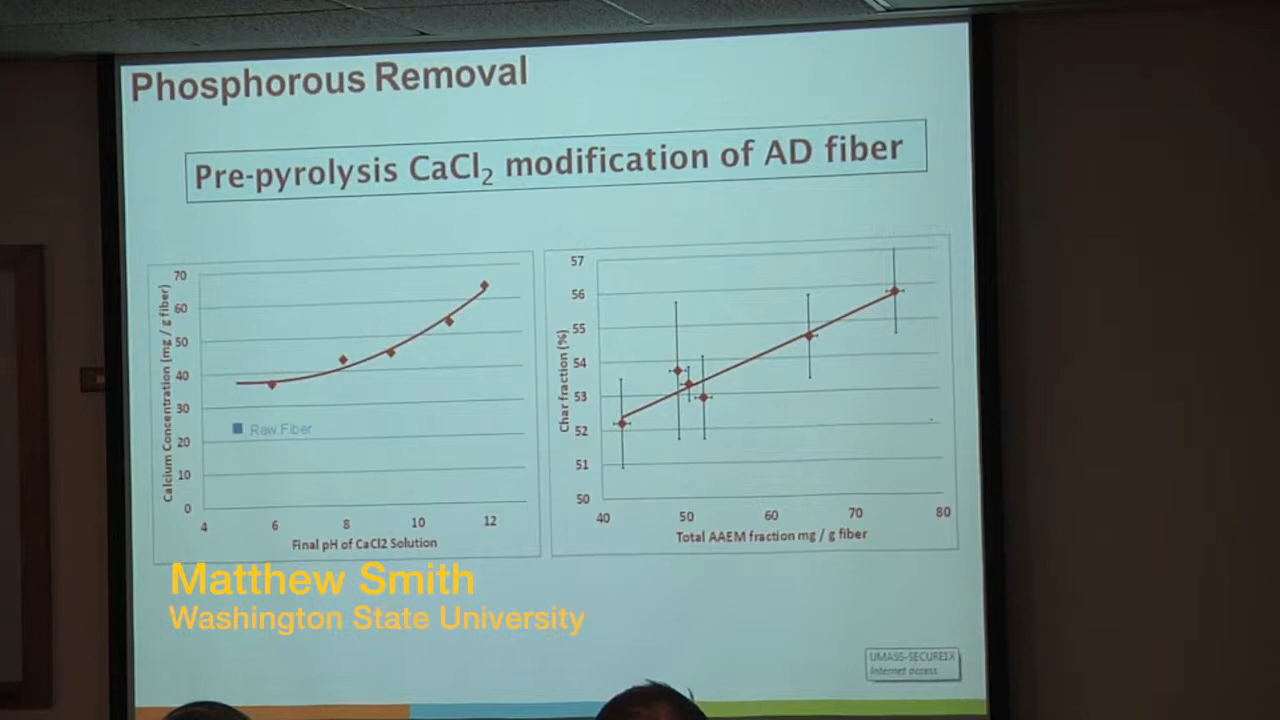 Phosphorous Removal
Pre-pyrolysis CaCl₂ modification of AD fiber
Calcium Concentration (mg / g fiber)
70
60
50
40
30
20
10
0
Raw Fiber
4 6 8 10 12
Final pH of CaCl2 Solution
Char fraction (%)
57
56
55
54
53
52
51
50
40 50 60 70 80
Total AAEM fraction mg / g fiber
Matthew Smith
Washington State University
UMASS-SECURE1X
Internet access